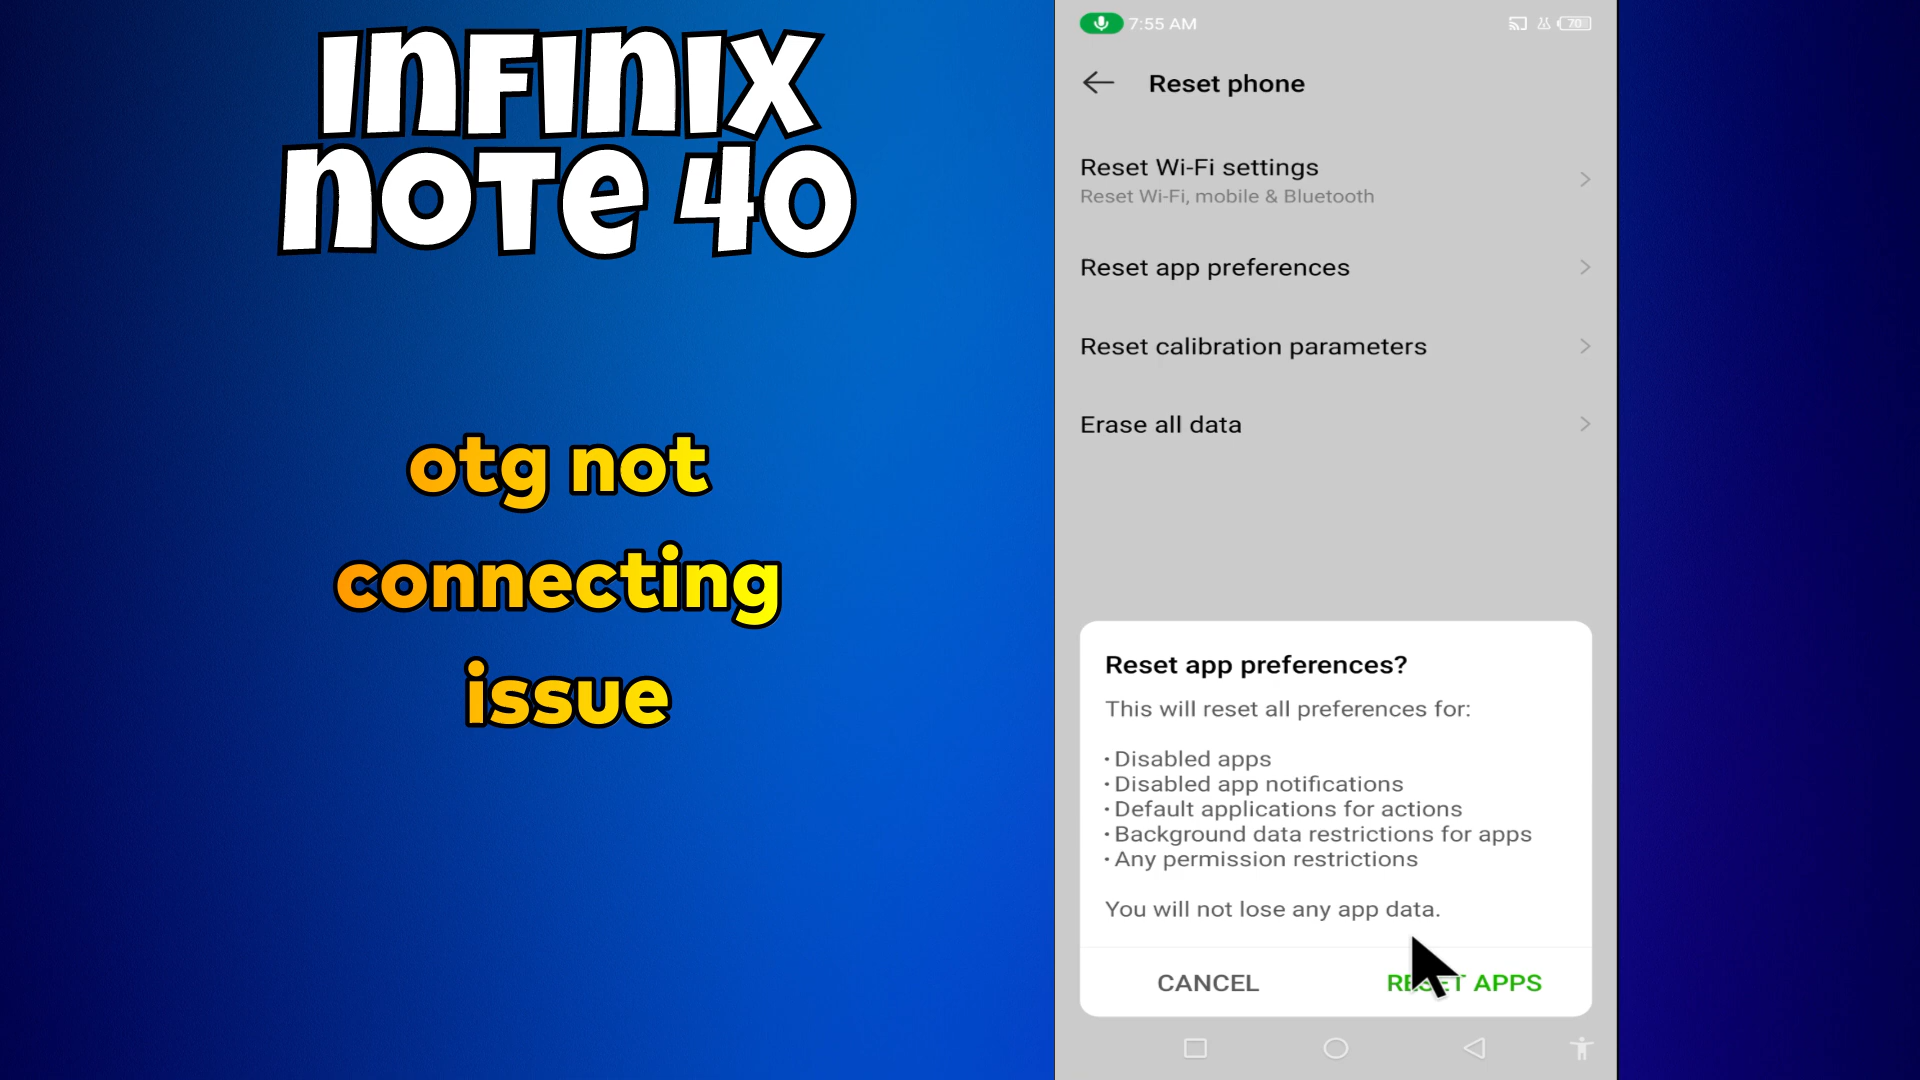 INFINIX
NOTE 40
otg not
connecting
issue
7:55 AM
70
Reset phone
Reset Wi-Fi settings
Reset Wi-Fi, mobile & Bluetooth
Reset app preferences
Reset calibration parameters
Erase all data
Reset app preferences?
This will reset all preferences for:
• Disabled apps
• Disabled app notifications
• Default applications for actions
• Background data restrictions for apps
• Any permission restrictions
You will not lose any app data.
CANCEL RESET APPS